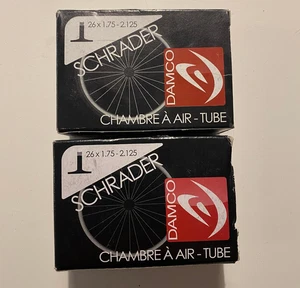 26 x 1.75 - 2.125
SCHRADER
DAMCO
CHAMBRE À AIR - TUBE
26 x 1.75 - 2.125
SCHRADER
DAMCO
CHAMBRE À AIR - TUBE